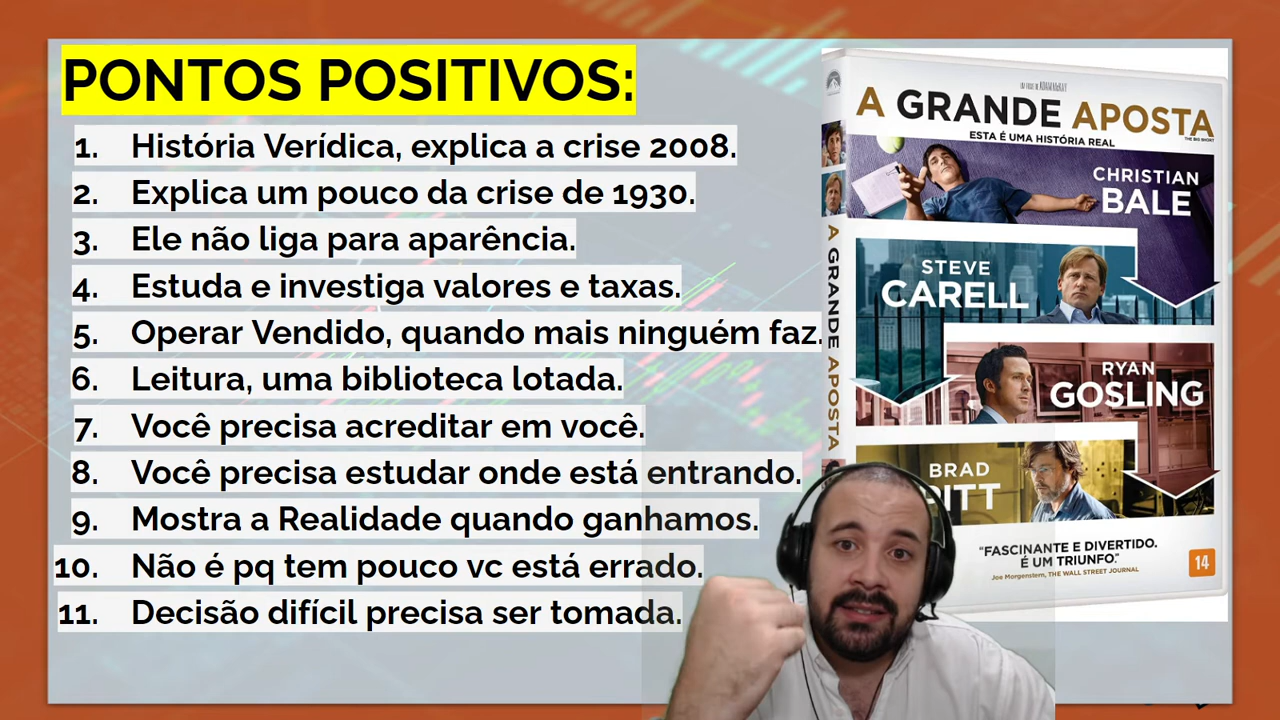 PONTOS POSITIVOS:
1. História Verídica, explica a crise 2008.
2. Explica um pouco da crise de 1930.
3. Ele não liga para aparência.
4. Estuda e investiga valores e taxas.
5. Operar Vendido, quando mais ninguém faz.
6. Leitura, uma biblioteca lotada.
7. Você precisa acreditar em você.
8. Você precisa estudar onde está entrando.
9. Mostra a Realidade quando ganhamos.
10. Não é pq tem pouco vc está errado.
11. Decisão difícil precisa ser tomada.
A GRANDE APOSTA
THE BIG SHORT
ESTA É UMA HISTÓRIA REAL
CHRISTIAN
BALE
STEVE
CARELL
RYAN
GOSLING
BRAD
PITT
"FASCINANTE E DIVERTIDO.
É UM TRIUNFO."
Joe Morgenstern, THE WALL STREET JOURNAL
14
A GRANDE APOSTA